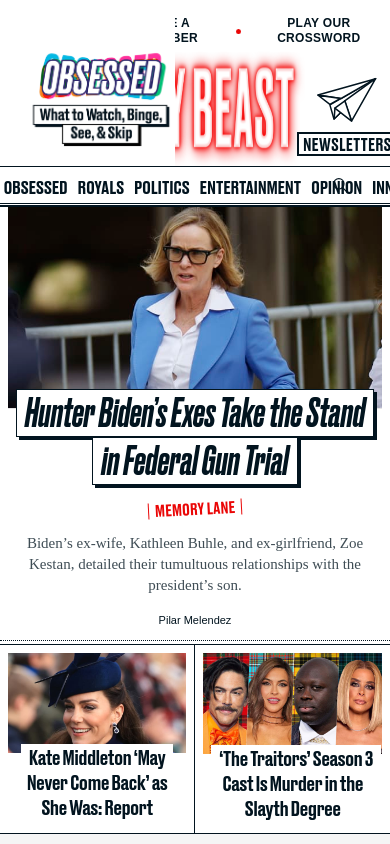 PLAY OUR
CROSSWORD
OBSESSED
What to Watch, Binge,
See, & Skip
Y BEAST
NEWSLETTERS
OBSESSED ROYALS POLITICS ENTERTAINMENT OPINION
Hunter Biden’s Exes Take the Stand
in Federal Gun Trial
MEMORY LANE
Biden’s ex-wife, Kathleen Buhle, and ex-girlfriend, Zoe
Kestan, detailed their tumultuous relationships with the
president’s son.
Pilar Melendez
Kate Middleton ‘May
Never Come Back’ as
She Was: Report
‘The Traitors’ Season 3
Cast Is Murder in the
Slayth Degree